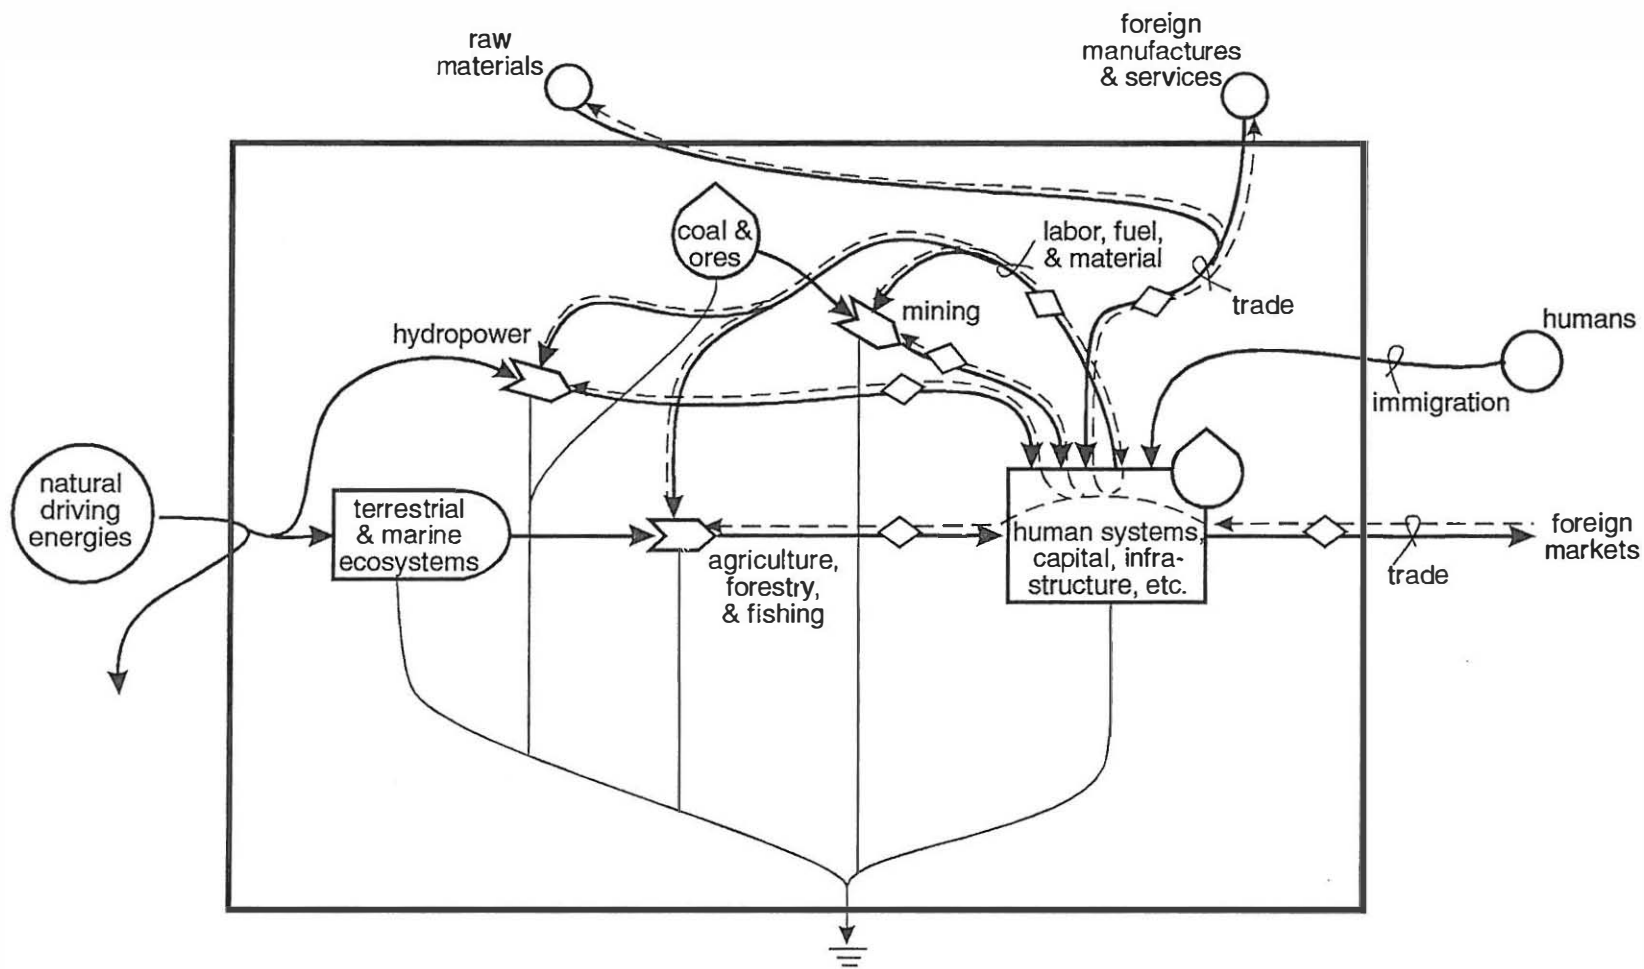 raw
materials
foreign
manufactures
& services
coal &
ores
labor, fuel,
& material
mining
trade
humans
hydropower
immigration
natural
driving
energies
terrestrial
& marine
ecosystems
agriculture,
forestry,
& fishing
human systems,
capital, infra-
structure, etc.
foreign
markets
trade